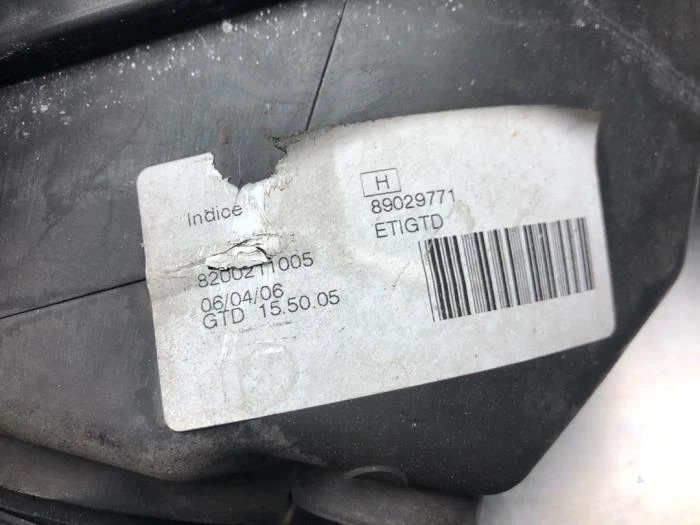 Indice
8200211005
06/04/06
GTD 15.50.05
H
89029771
ETIGTD